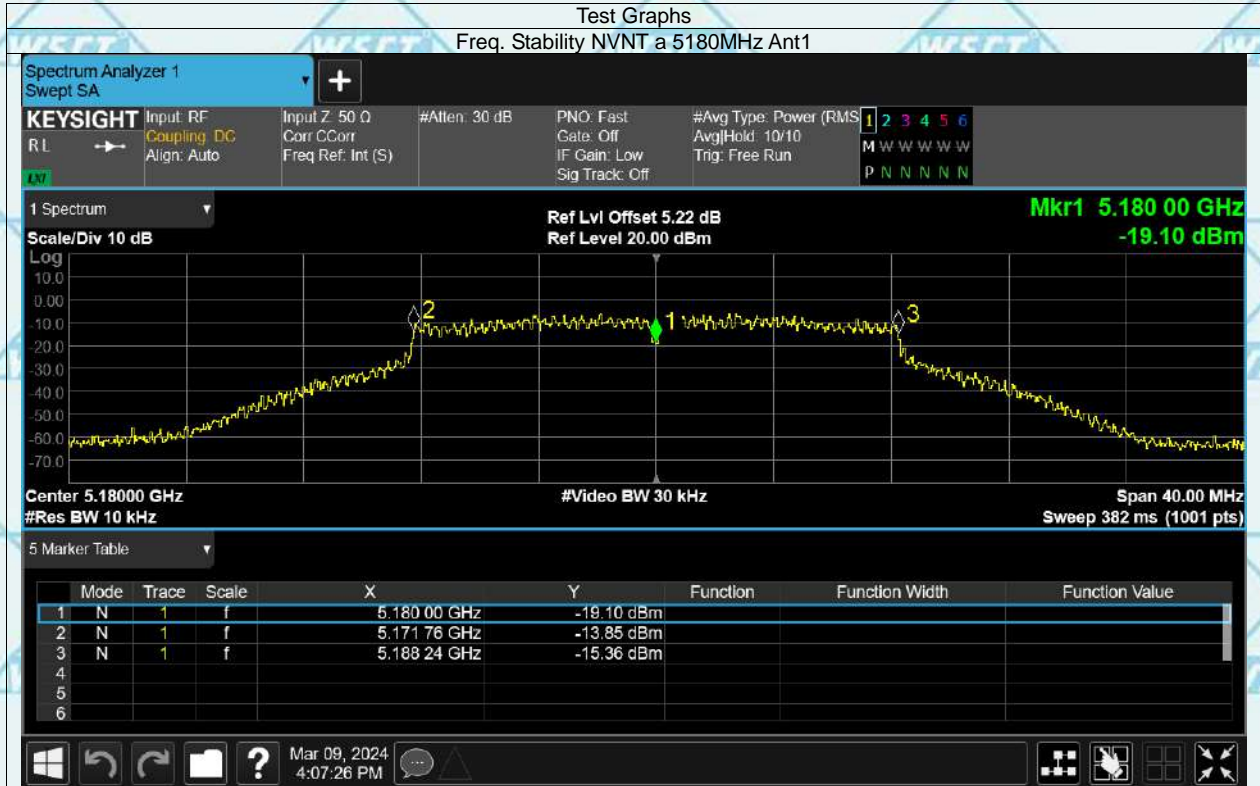 Test Graphs
Freq. Stability NVNT a 5180MHz Ant1
Spectrum Analyzer 1
Swept SA
+
KEYSIGHT
RL
LXI
Input: RF
Coupling: DC
Align: Auto
Input Z: 50 Ω
Corr CCorr
Freq Ref: Int (S)
#Atten: 30 dB
PNO: Fast
Gate: Off
IF Gain: Low
Sig Track: Off
#Avg Type: Power (RMS
Avg|Hold: 10/10
Trig: Free Run
1 2 3 4 5 6
M W W W W W
P N N N N N
1 Spectrum
Scale/Div 10 dB
Ref Lvl Offset 5.22 dB
Ref Level 20.00 dBm
Mkr1 5.180 00 GHz
-19.10 dBm
Log
10.0
0.00
-10.0
-20.0
-30.0
-40.0
-50.0
-60.0
-70.0
2
1
3
Center 5.18000 GHz
#Res BW 10 kHz
#Video BW 30 kHz
Span 40.00 MHz
Sweep 382 ms (1001 pts)
5 Marker Table
Mode Trace Scale X Y Function Function Width Function Value
1 N 1 f 5.180 00 GHz -19.10 dBm
2 N 1 f 5.171 76 GHz -13.85 dBm
3 N 1 f 5.188 24 GHz -15.36 dBm
4
5
6
?
Mar 09, 2024
4:07:26 PM